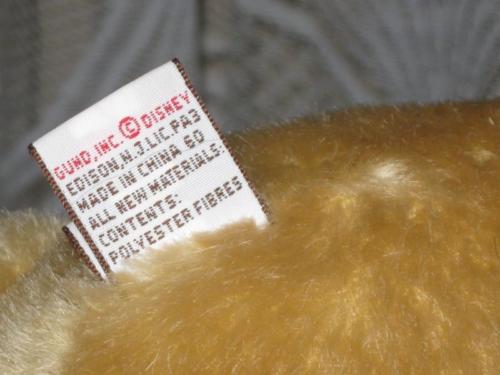 GUND, INC. © DISNEY
EDISON, N.J. LIC. PA3
MADE IN CHINA 60
ALL NEW MATERIALS:
CONTENTS:
POLYESTER FIBRES